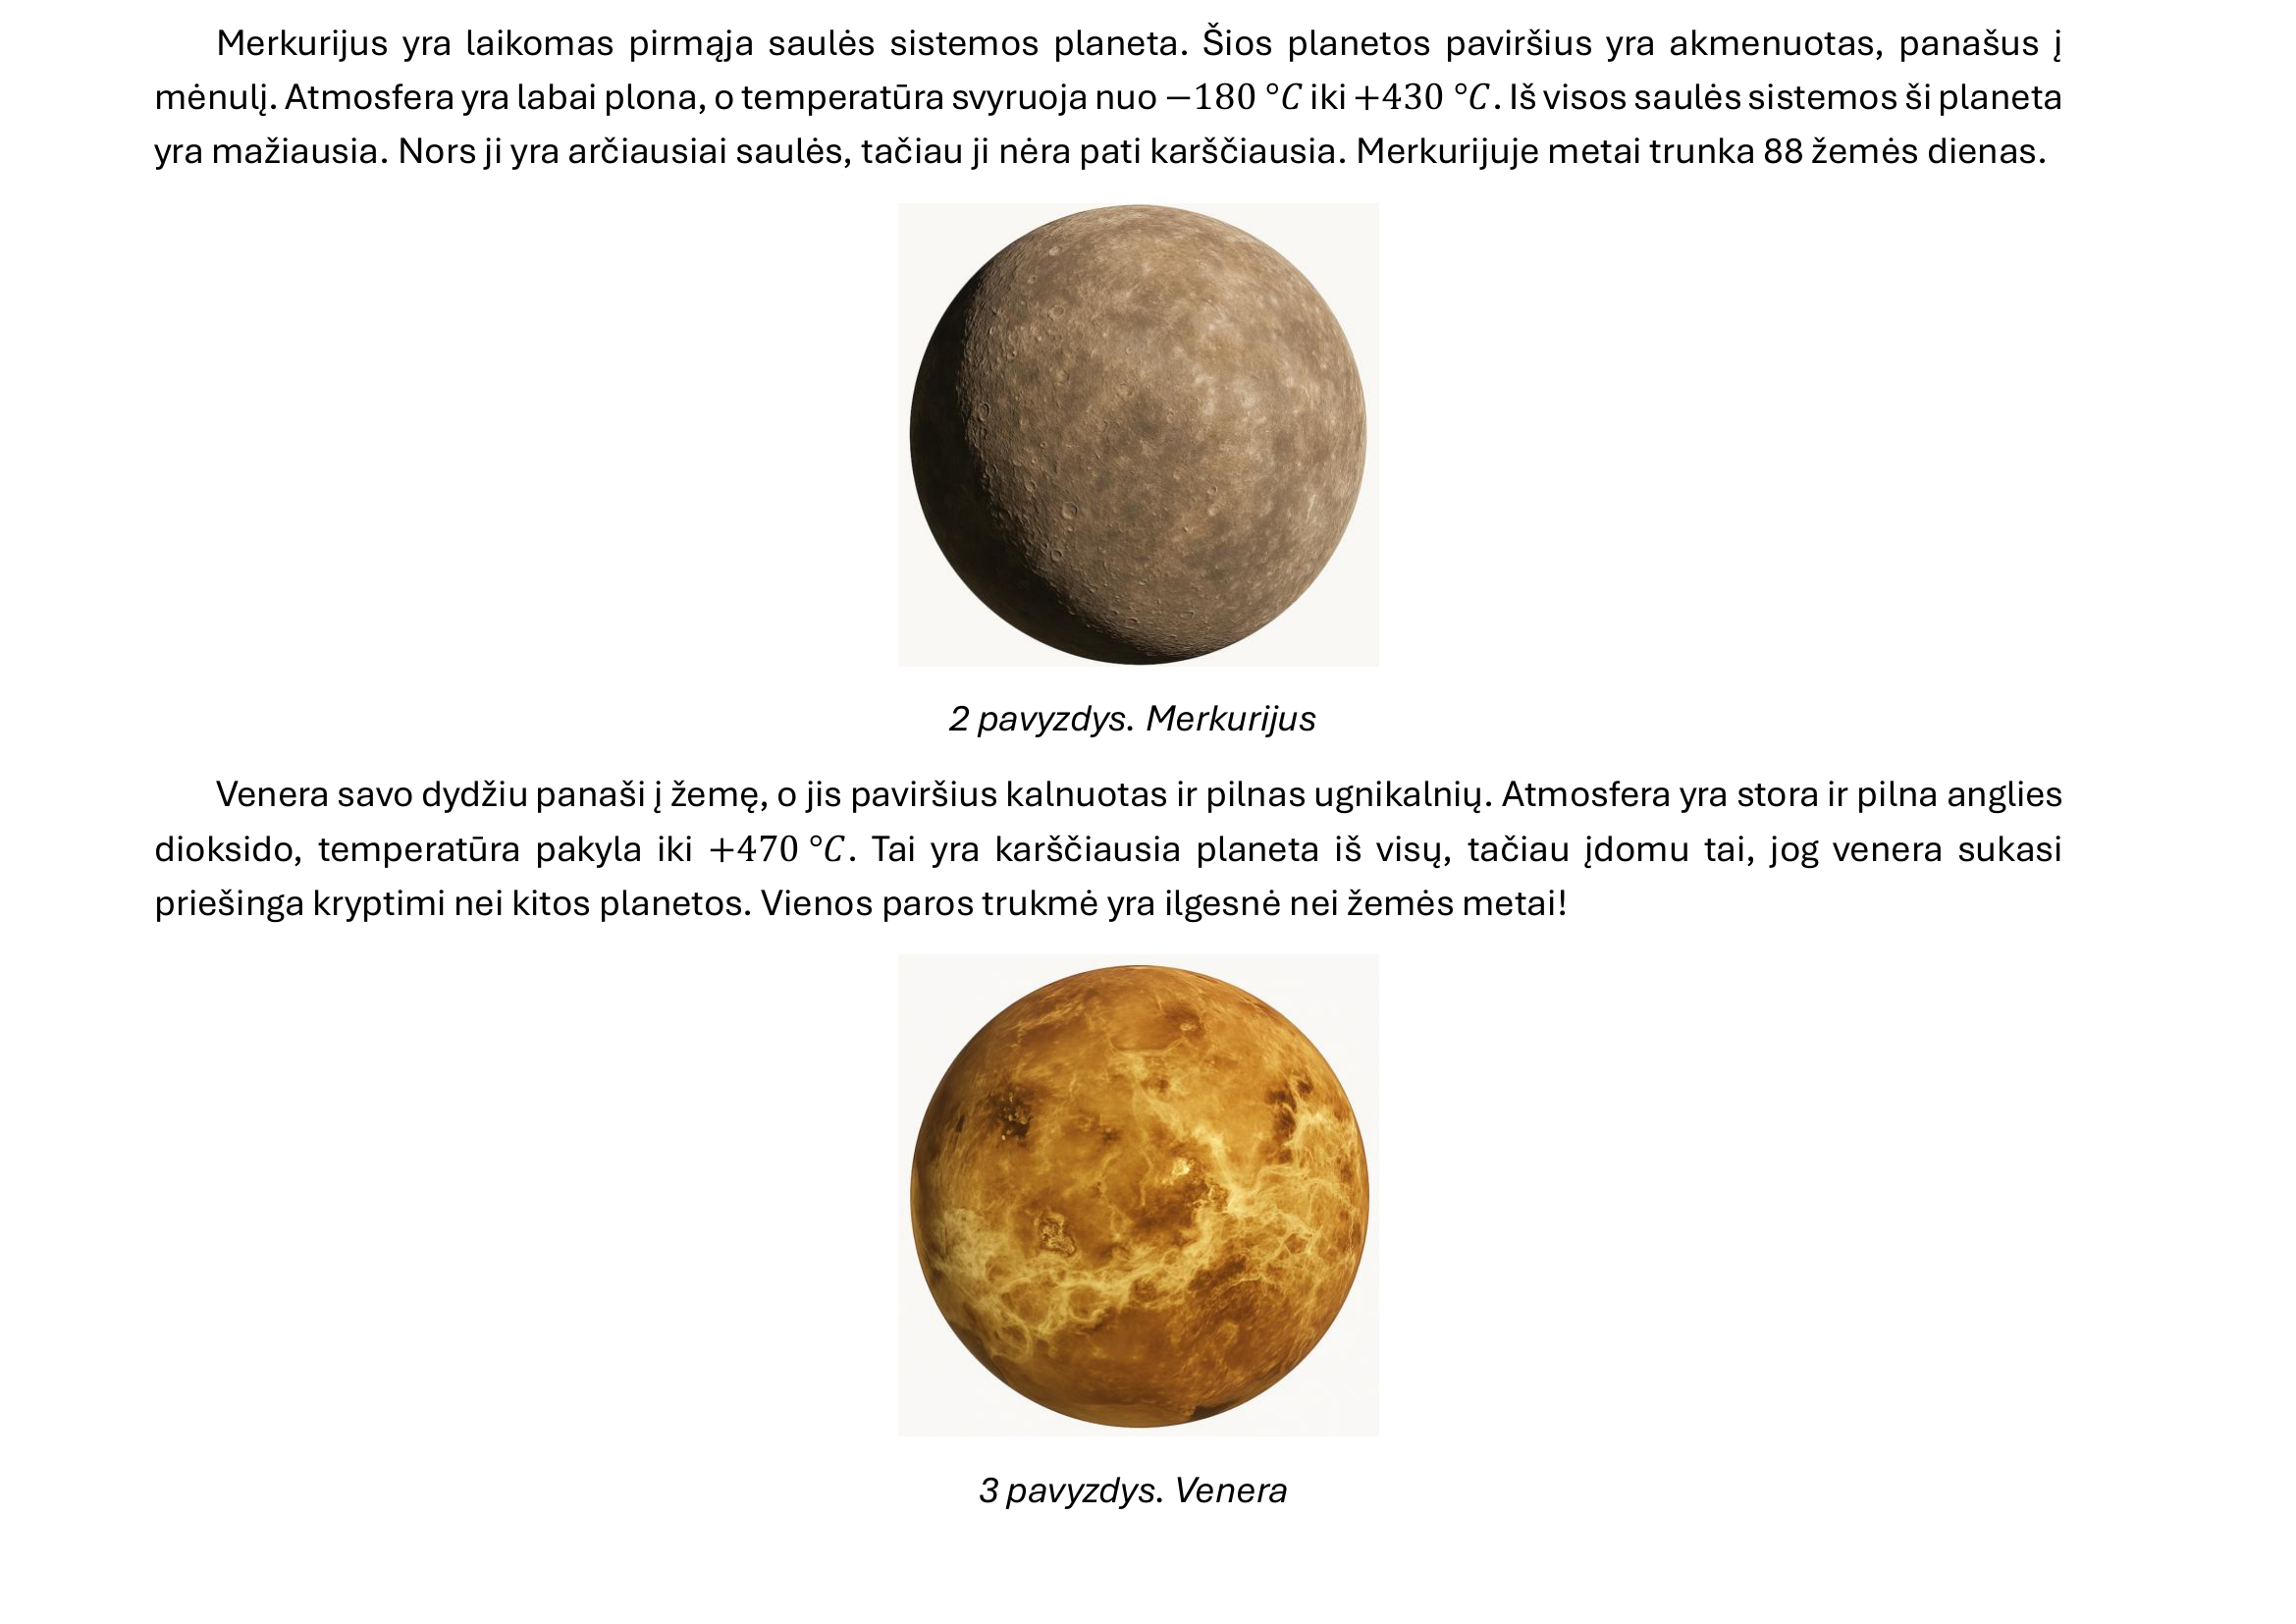 Merkurijus yra laikomas pirmąja saulės sistemos planeta. Šios planetos paviršius yra akmenuotas, panašus į
mėnulį. Atmosfera yra labai plona, o temperatūra svyruoja nuo −180 °C iki +430 °C. Iš visos saulės sistemos ši planeta
yra mažiausia. Nors ji yra arčiausiai saulės, tačiau ji nėra pati karščiausia. Merkurijuje metai trunka 88 žemės dienas.
2 pavyzdys. Merkurijus
Venera savo dydžiu panaši į žemę, o jis paviršius kalnuotas ir pilnas ugnikalnių. Atmosfera yra stora ir pilna anglies
dioksido, temperatūra pakyla iki +470 °C. Tai yra karščiausia planeta iš visų, tačiau įdomu tai, jog venera sukasi
priešinga kryptimi nei kitos planetos. Vienos paros trukmė yra ilgesnė nei žemės metai!
3 pavyzdys. Venera